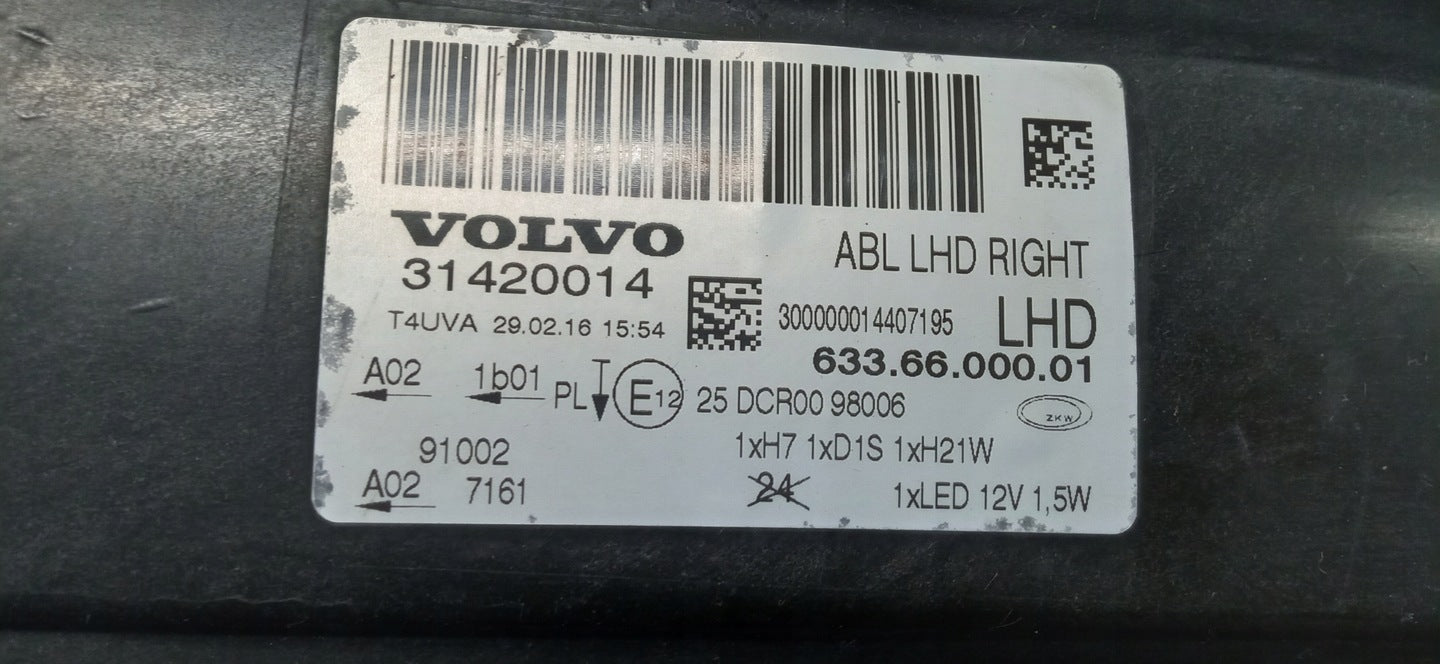 VOLVO
ABL LHD RIGHT
31420014
T4UVA 29.02.16 15:54
300000014407195 LHD
633.66.000.01
A02 1b01 PL E12 25 DCR00 98006
ZKW
91002 1xH7 1xD1S 1xH21W
A02 7161 24 1xLED 12V 1,5W